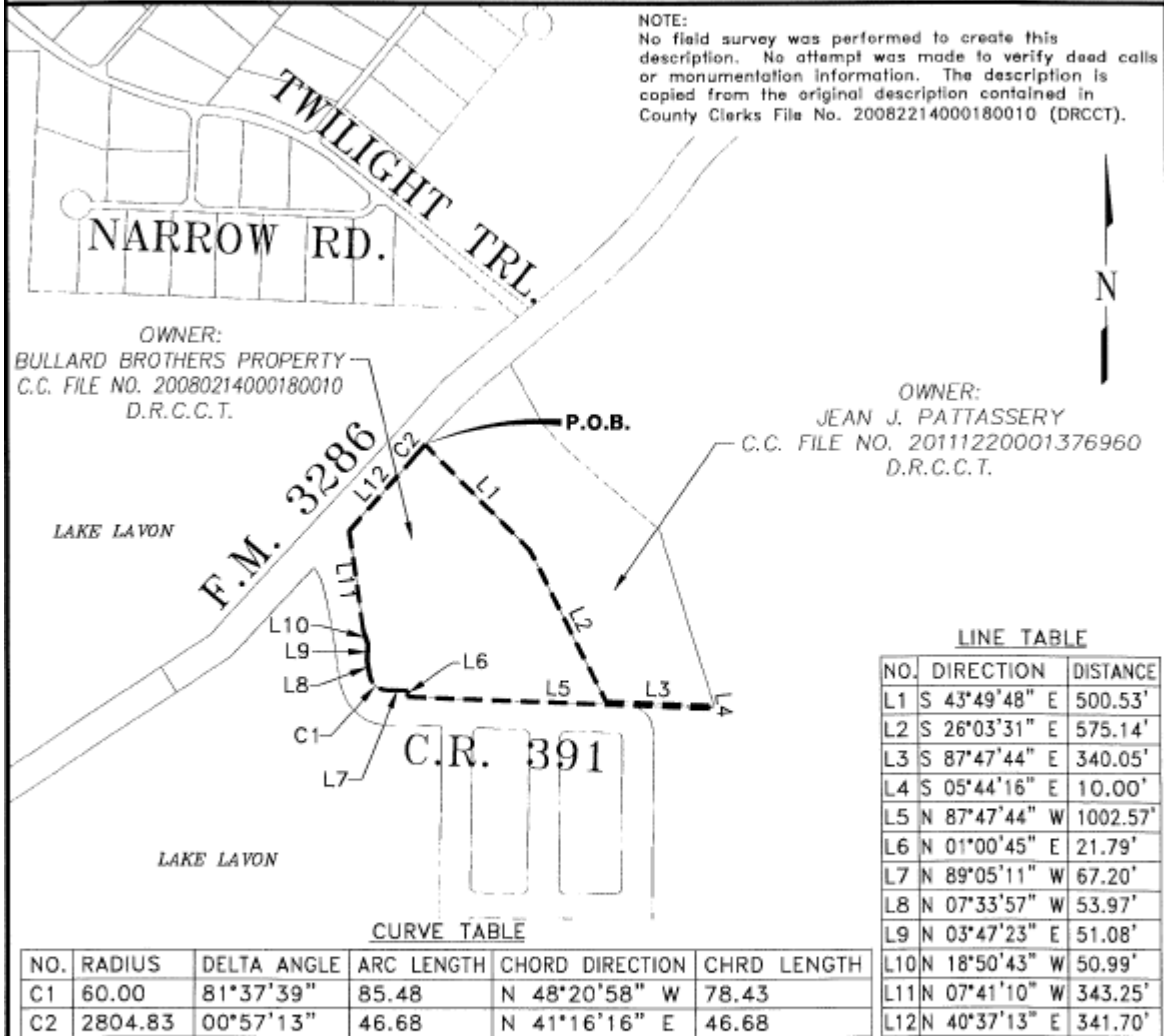 NOTE:
No field survey was performed to create this
description. No attempt was made to verify deed calls
or monumentation information. The description is
copied from the original description contained in
County Clerks File No. 20082214000180010 (DRCCT).
TWILIGHT TRL.
NARROW RD.
N
OWNER:
BULLARD BROTHERS PROPERTY
C.C. FILE NO. 20080214000180010
D.R.C.C.T.
OWNER:
JEAN J. PATTASSERY
C.C. FILE NO. 20111220001376960
D.R.C.C.T.
P.O.B.
F.M. 3286
C2
L12
L1
LAKE LAVON
L11
L2
L10
L9
L8
L6
L5
L3
L4
C1
L7
C.R. 391
LAKE LAVON
LINE TABLE
NO. DIRECTION DISTANCE
L1 S 43°49'48" E 500.53'
L2 S 26°03'31" E 575.14'
L3 S 87°47'44" E 340.05'
L4 S 05°44'16" E 10.00'
L5 N 87°47'44" W 1002.57'
L6 N 01°00'45" E 21.79'
L7 N 89°05'11" W 67.20'
L8 N 07°33'57" W 53.97'
L9 N 03°47'23" E 51.08'
L10 N 18°50'43" W 50.99'
L11 N 07°41'10" W 343.25'
L12 N 40°37'13" E 341.70'
CURVE TABLE
NO. RADIUS DELTA ANGLE ARC LENGTH CHORD DIRECTION CHRD LENGTH
C1 60.00 81°37'39" 85.48 N 48°20'58" W 78.43
C2 2804.83 00°57'13" 46.68 N 41°16'16" E 46.68